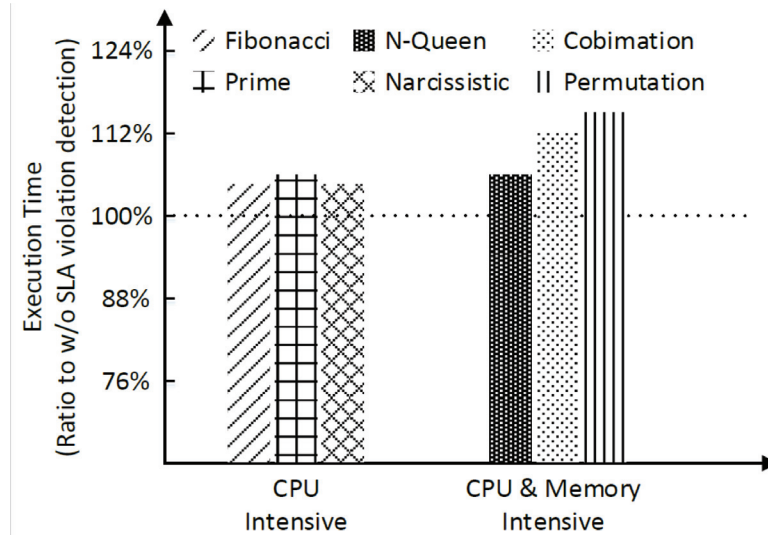 Execution Time
(Ratio to w/o SLA violation detection)
124%
112%
100%
88%
76%
Fibonacci N-Queen Cobimation
Prime Narcissistic Permutation
CPU
Intensive
CPU & Memory
Intensive